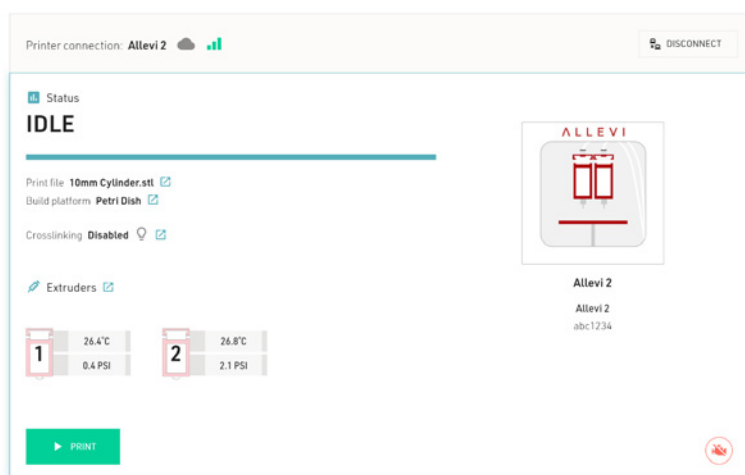 Printer connection: Allevi 2
DISCONNECT
Status
IDLE
Print file 10mm Cylinder.stl
Build platform Petri Dish
Crosslinking Disabled
Extruders
1 26.4°C
0.4 PSI
2 26.8°C
2.1 PSI
PRINT
ALLEVI
Allevi 2
Allevi 2
abc1234